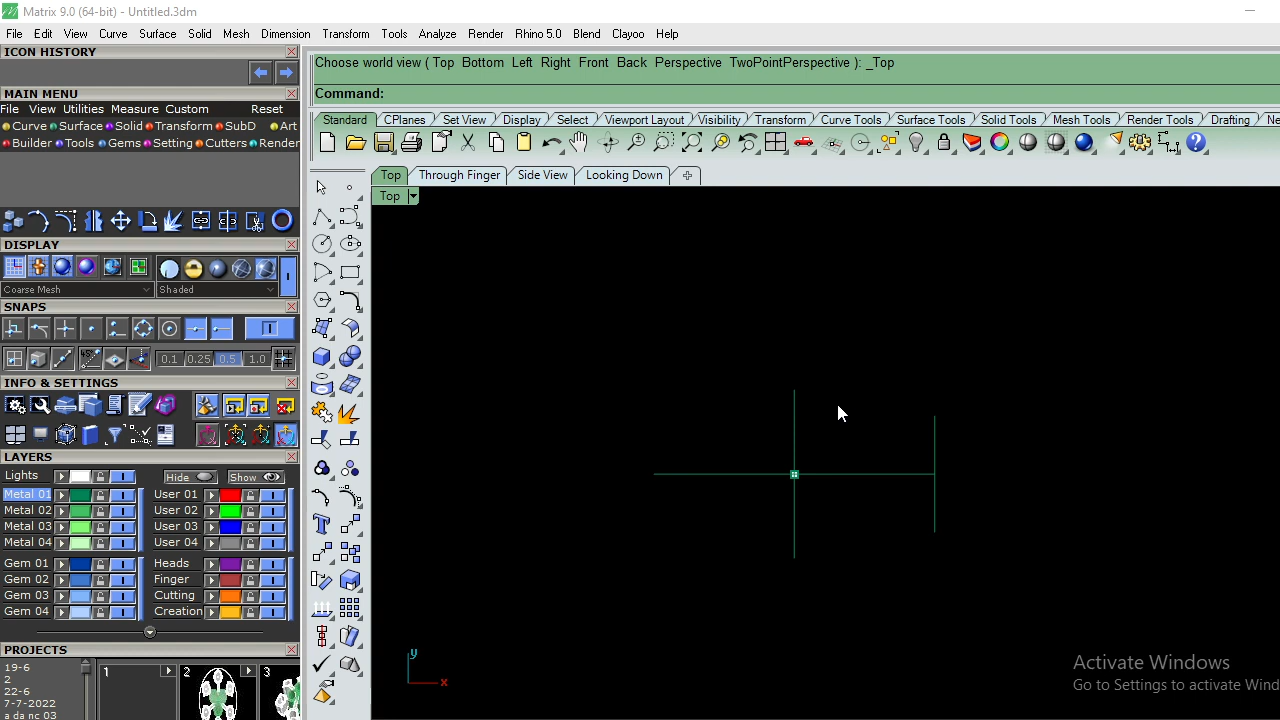 Matrix 9.0 (64-bit) - Untitled.3dm
File Edit View Curve Surface Solid Mesh Dimension Transform Tools Analyze Render Rhino 5.0 Blend Clayoo Help
ICON HISTORY
Choose world view ( Top Bottom Left Right Front Back Perspective TwoPointPerspective ): _Top
Command:
MAIN MENU
File View Utilities Measure Custom Reset
Curve Surface Solid Transform SubD Art
Builder Tools Gems Setting Cutters Render
Standard CPlanes Set View Display Select Viewport Layout Visibility Transform Curve Tools Surface Tools Solid Tools Mesh Tools Render Tools Drafting Ne
Top Through Finger Side View Looking Down
Top
DISPLAY
Coarse Mesh Shaded
SNAPS
0.1 0.25 0.5 1.0
INFO & SETTINGS
LAYERS
Lights Hide Show
Metal 01 User 01
Metal 02 User 02
Metal 03 User 03
Metal 04 User 04
Gem 01 Heads
Gem 02 Finger
Gem 03 Cutting
Gem 04 Creation
PROJECTS
19-6
2
22-6
7-7-2022
a da nc 03
1 2 3
y
x
Activate Windows
Go to Settings to activate Wind